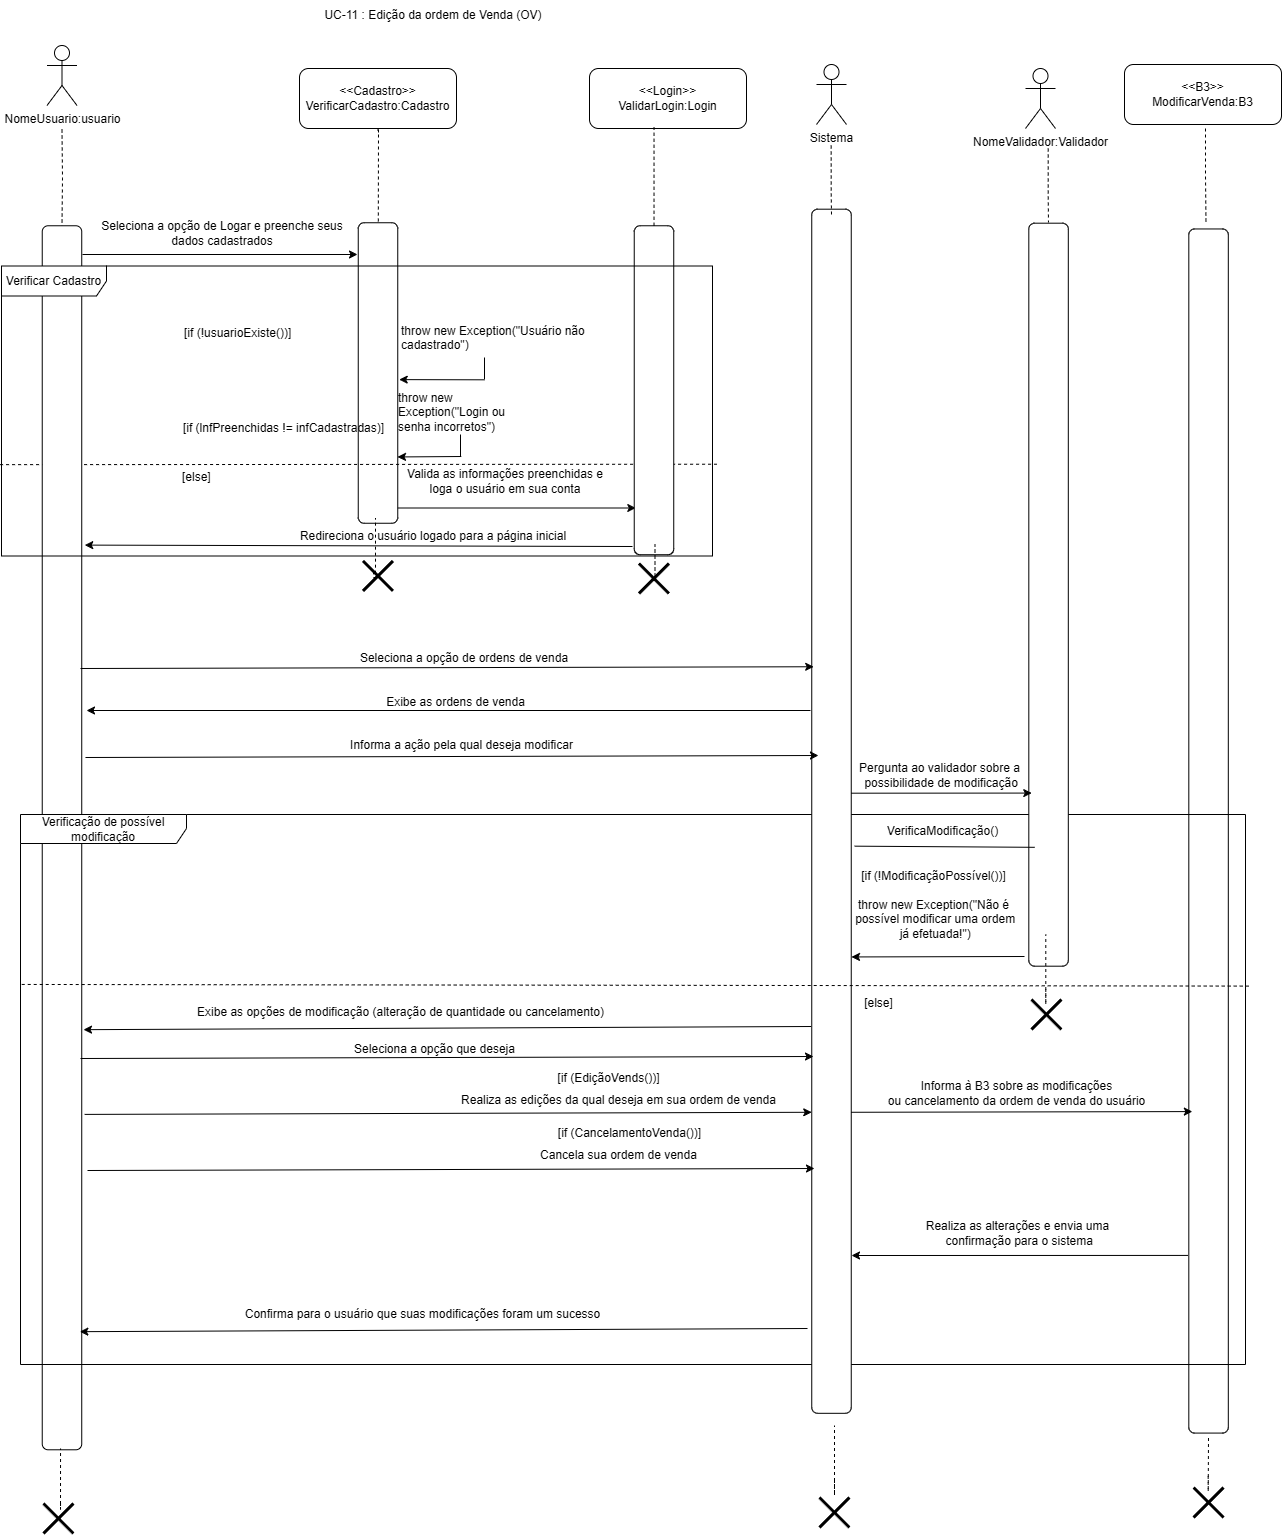 UC-11 : Edição da ordem de Venda (OV)
NomeUsuario:usuario
<<Cadastro>>
VerificarCadastro:Cadastro
<<Login>>
ValidarLogin:Login
Sistema
NomeValidador:Validador
<<B3>>
ModificarVenda:B3
Seleciona a opção de Logar e preenche seus
dados cadastrados
Verificar Cadastro
[if (!usuarioExiste())]
throw new Exception("Usuário não
cadastrado")
throw new
Exception("Login ou
senha incorretos")
[if (InfPreenchidas != infCadastradas)]
[else]
Valida as informações preenchidas e
loga o usuário em sua conta
Redireciona o usuário logado para a página inicial
Seleciona a opção de ordens de venda
Exibe as ordens de venda
Informa a ação pela qual deseja modificar
Pergunta ao validador sobre a
possibilidade de modificação
Verificação de possível
modificação
VerificaModificação()
[if (!ModificaçãoPossível())]
throw new Exception("Não é
possível modificar uma ordem
já efetuada!")
[else]
Exibe as opções de modificação (alteração de quantidade ou cancelamento)
Seleciona a opção que deseja
[if (EdiçãoVends())]
Realiza as edições da qual deseja em sua ordem de venda
Informa à B3 sobre as modificações
ou cancelamento da ordem de venda do usuário
[if (CancelamentoVenda())]
Cancela sua ordem de venda
Realiza as alterações e envia uma
confirmação para o sistema
Confirma para o usuário que suas modificações foram um sucesso